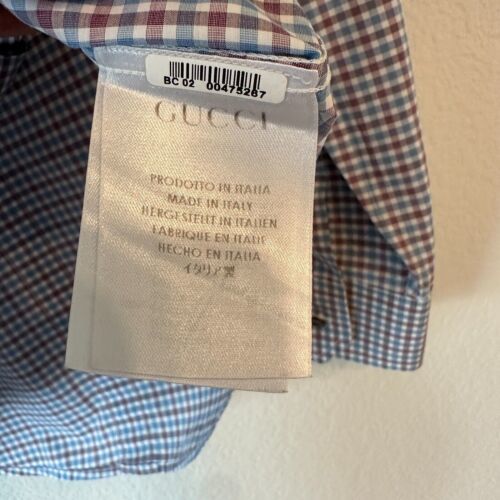 BC 02 00475287
GUCCI
PRODOTTO IN ITALIA
MADE IN ITALY
HERGESTELLT IN ITALIEN
FABRIQUE EN ITALIE
HECHO EN ITALIA
イタリア製